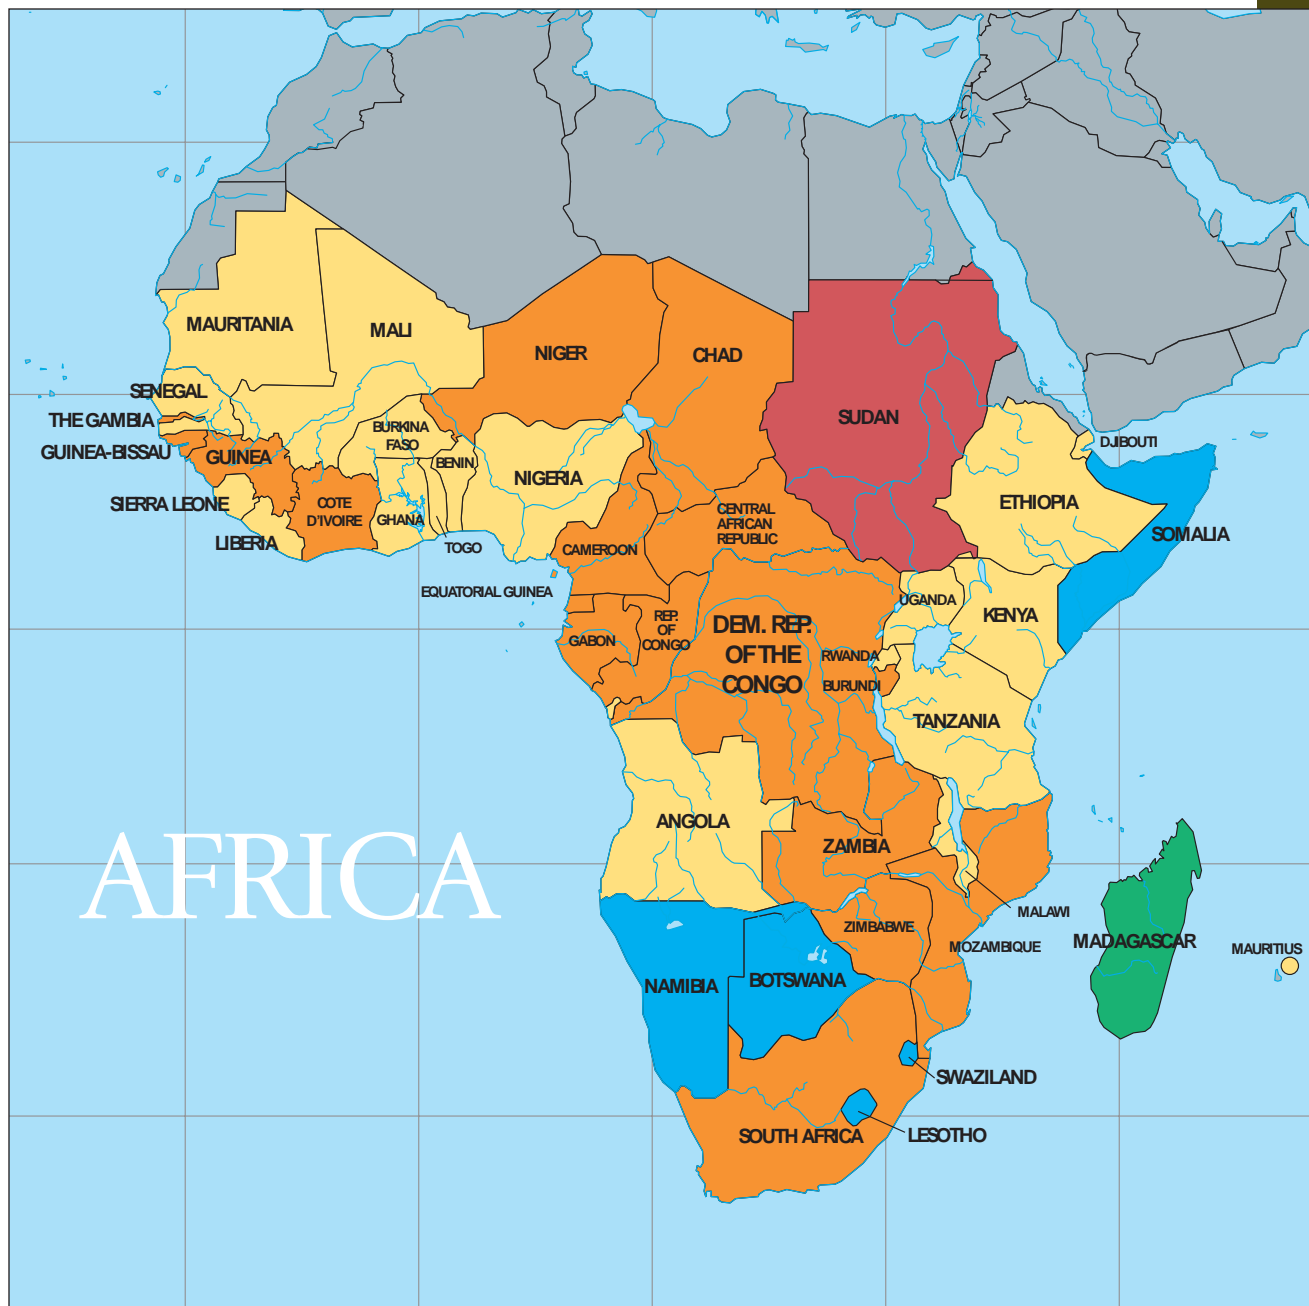 MAURITANIA
MALI
NIGER
CHAD
SUDAN
SENEGAL
THE GAMBIA
GUINEA-BISSAU
GUINEA
BURKINA
FASO
BENIN
NIGERIA
DJIBOUTI
ETHIOPIA
SOMALIA
SIERRA LEONE
COTE
D'IVOIRE
GHANA
LIBERIA
TOGO
CENTRAL
AFRICAN
REPUBLIC
CAMEROON
EQUATORIAL GUINEA
UGANDA
KENYA
GABON
REP.
OF
CONGO
DEM. REP.
OF THE
CONGO
RWANDA
BURUNDI
TANZANIA
ANGOLA
ZAMBIA
AFRICA
MALAWI
ZIMBABWE
MOZAMBIQUE
MADAGASCAR
MAURITIUS
NAMIBIA
BOTSWANA
SWAZILAND
SOUTH AFRICA
LESOTHO